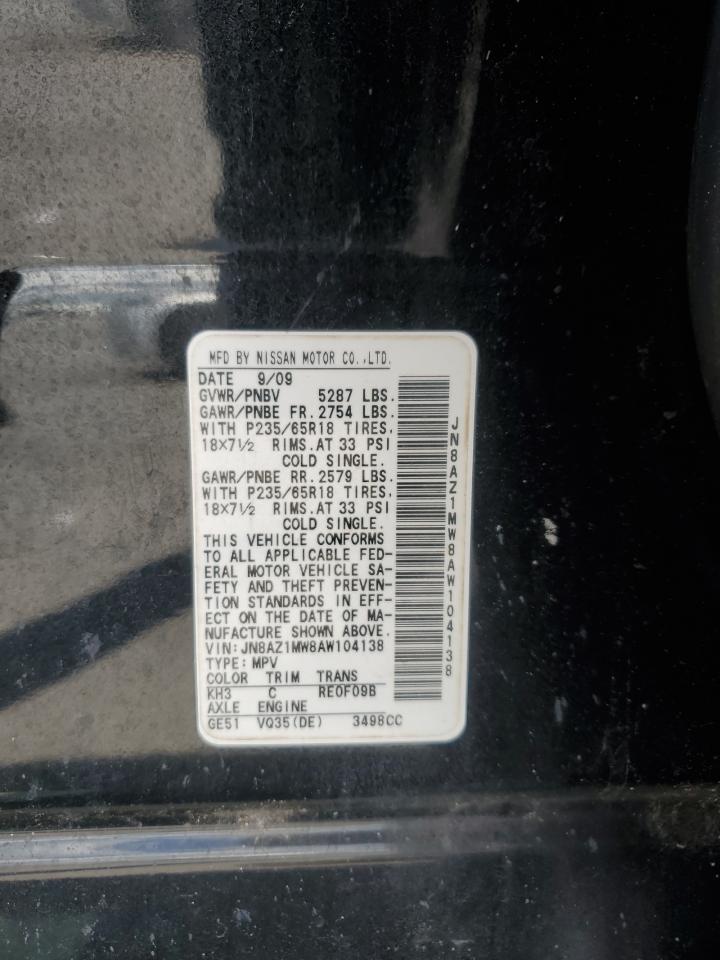 MFD BY NISSAN MOTOR CO.,LTD.
DATE 9/09
GVWR/PNBV 5287 LBS.
GAWR/PNBE FR. 2754 LBS.
WITH P235/65R18 TIRES,
18X7½ RIMS.AT 33 PSI
COLD SINGLE.
GAWR/PNBE RR. 2579 LBS.
WITH P235/65R18 TIRES,
18X7½ RIMS.AT 33 PSI
COLD SINGLE.
THIS VEHICLE CONFORMS
TO ALL APPLICABLE FED-
ERAL MOTOR VEHICLE SA-
FETY AND THEFT PREVEN-
TION STANDARDS IN EFF-
ECT ON THE DATE OF MA-
NUFACTURE SHOWN ABOVE.
VIN:JN8AZ1MW8AW104138
TYPE:MPV
COLOR TRIM TRANS
KH3 C RE0F09B
AXLE ENGINE
GE51 VQ35(DE) 3498CC
JN8AZ1MW8AW104138